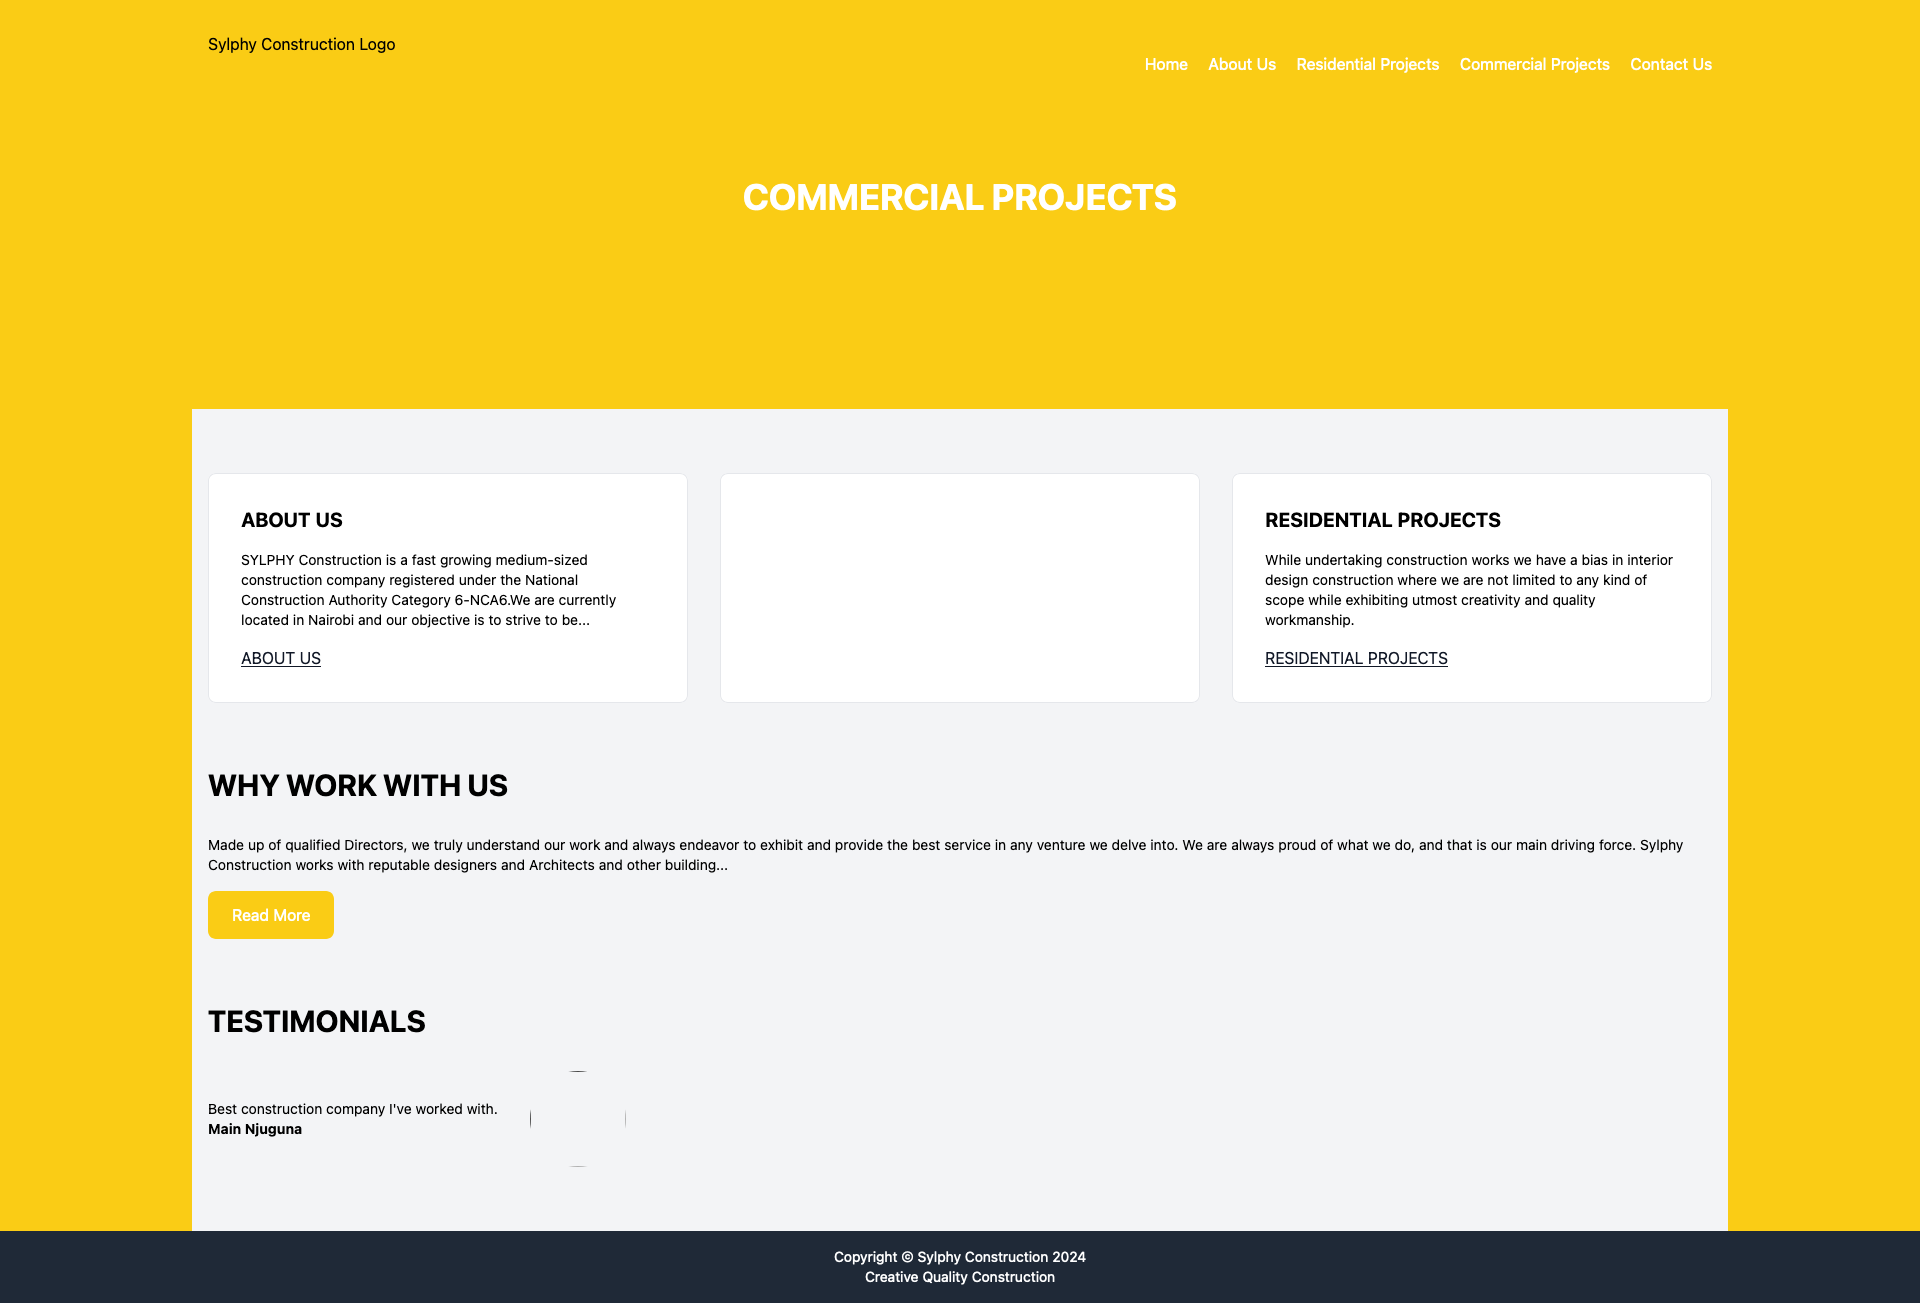 Sylphy Construction Logo
Home About Us Residential Projects Commercial Projects Contact Us
COMMERCIAL PROJECTS
ABOUT US
SYLPHY Construction is a fast growing medium-sized
construction company registered under the National
Construction Authority Category 6-NCA6.We are currently
located in Nairobi and our objective is to strive to be...
ABOUT US
RESIDENTIAL PROJECTS
While undertaking construction works we have a bias in interior
design construction where we are not limited to any kind of
scope while exhibiting utmost creativity and quality
workmanship.
RESIDENTIAL PROJECTS
WHY WORK WITH US
Made up of qualified Directors, we truly understand our work and always endeavor to exhibit and provide the best service in any venture we delve into. We are always proud of what we do, and that is our main driving force. Sylphy
Construction works with reputable designers and Architects and other building...
Read More
TESTIMONIALS
Best construction company I've worked with.
Main Njuguna
Copyright © Sylphy Construction 2024
Creative Quality Construction